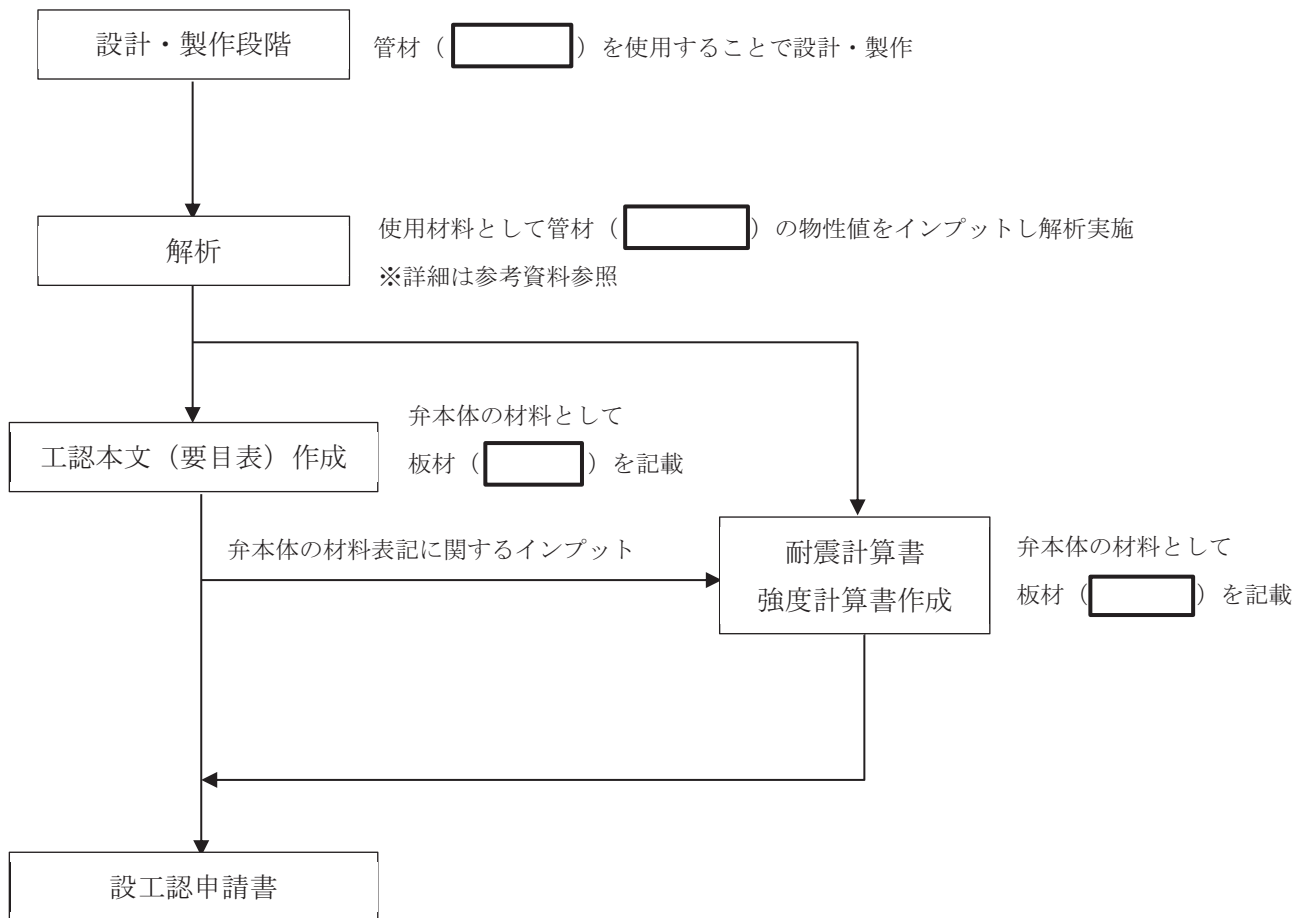 設計・製作段階
管材（　　　）を使用することで設計・製作
解析
使用材料として管材（　　　）の物性値をインプットし解析実施
※詳細は参考資料参照
工認本文（要目表）作成
弁本体の材料として
板材（　　　）を記載
弁本体の材料表記に関するインプット
耐震計算書
強度計算書作成
弁本体の材料として
板材（　　　）を記載
設工認申請書